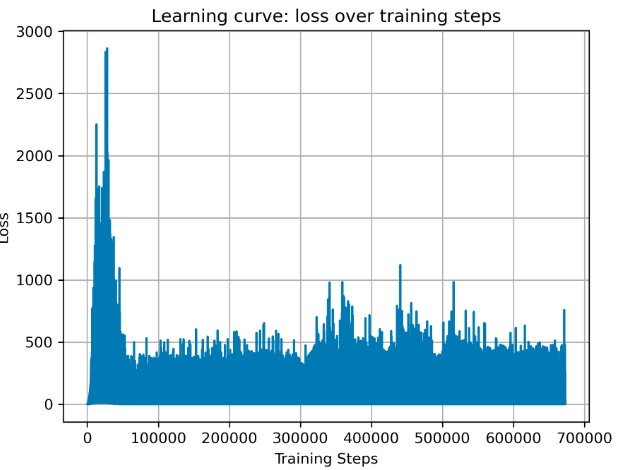 Learning curve: loss over training steps
3000
2500
2000
1500
1000
500
0
Loss
0 100000 200000 300000 400000 500000 600000 700000
Training Steps